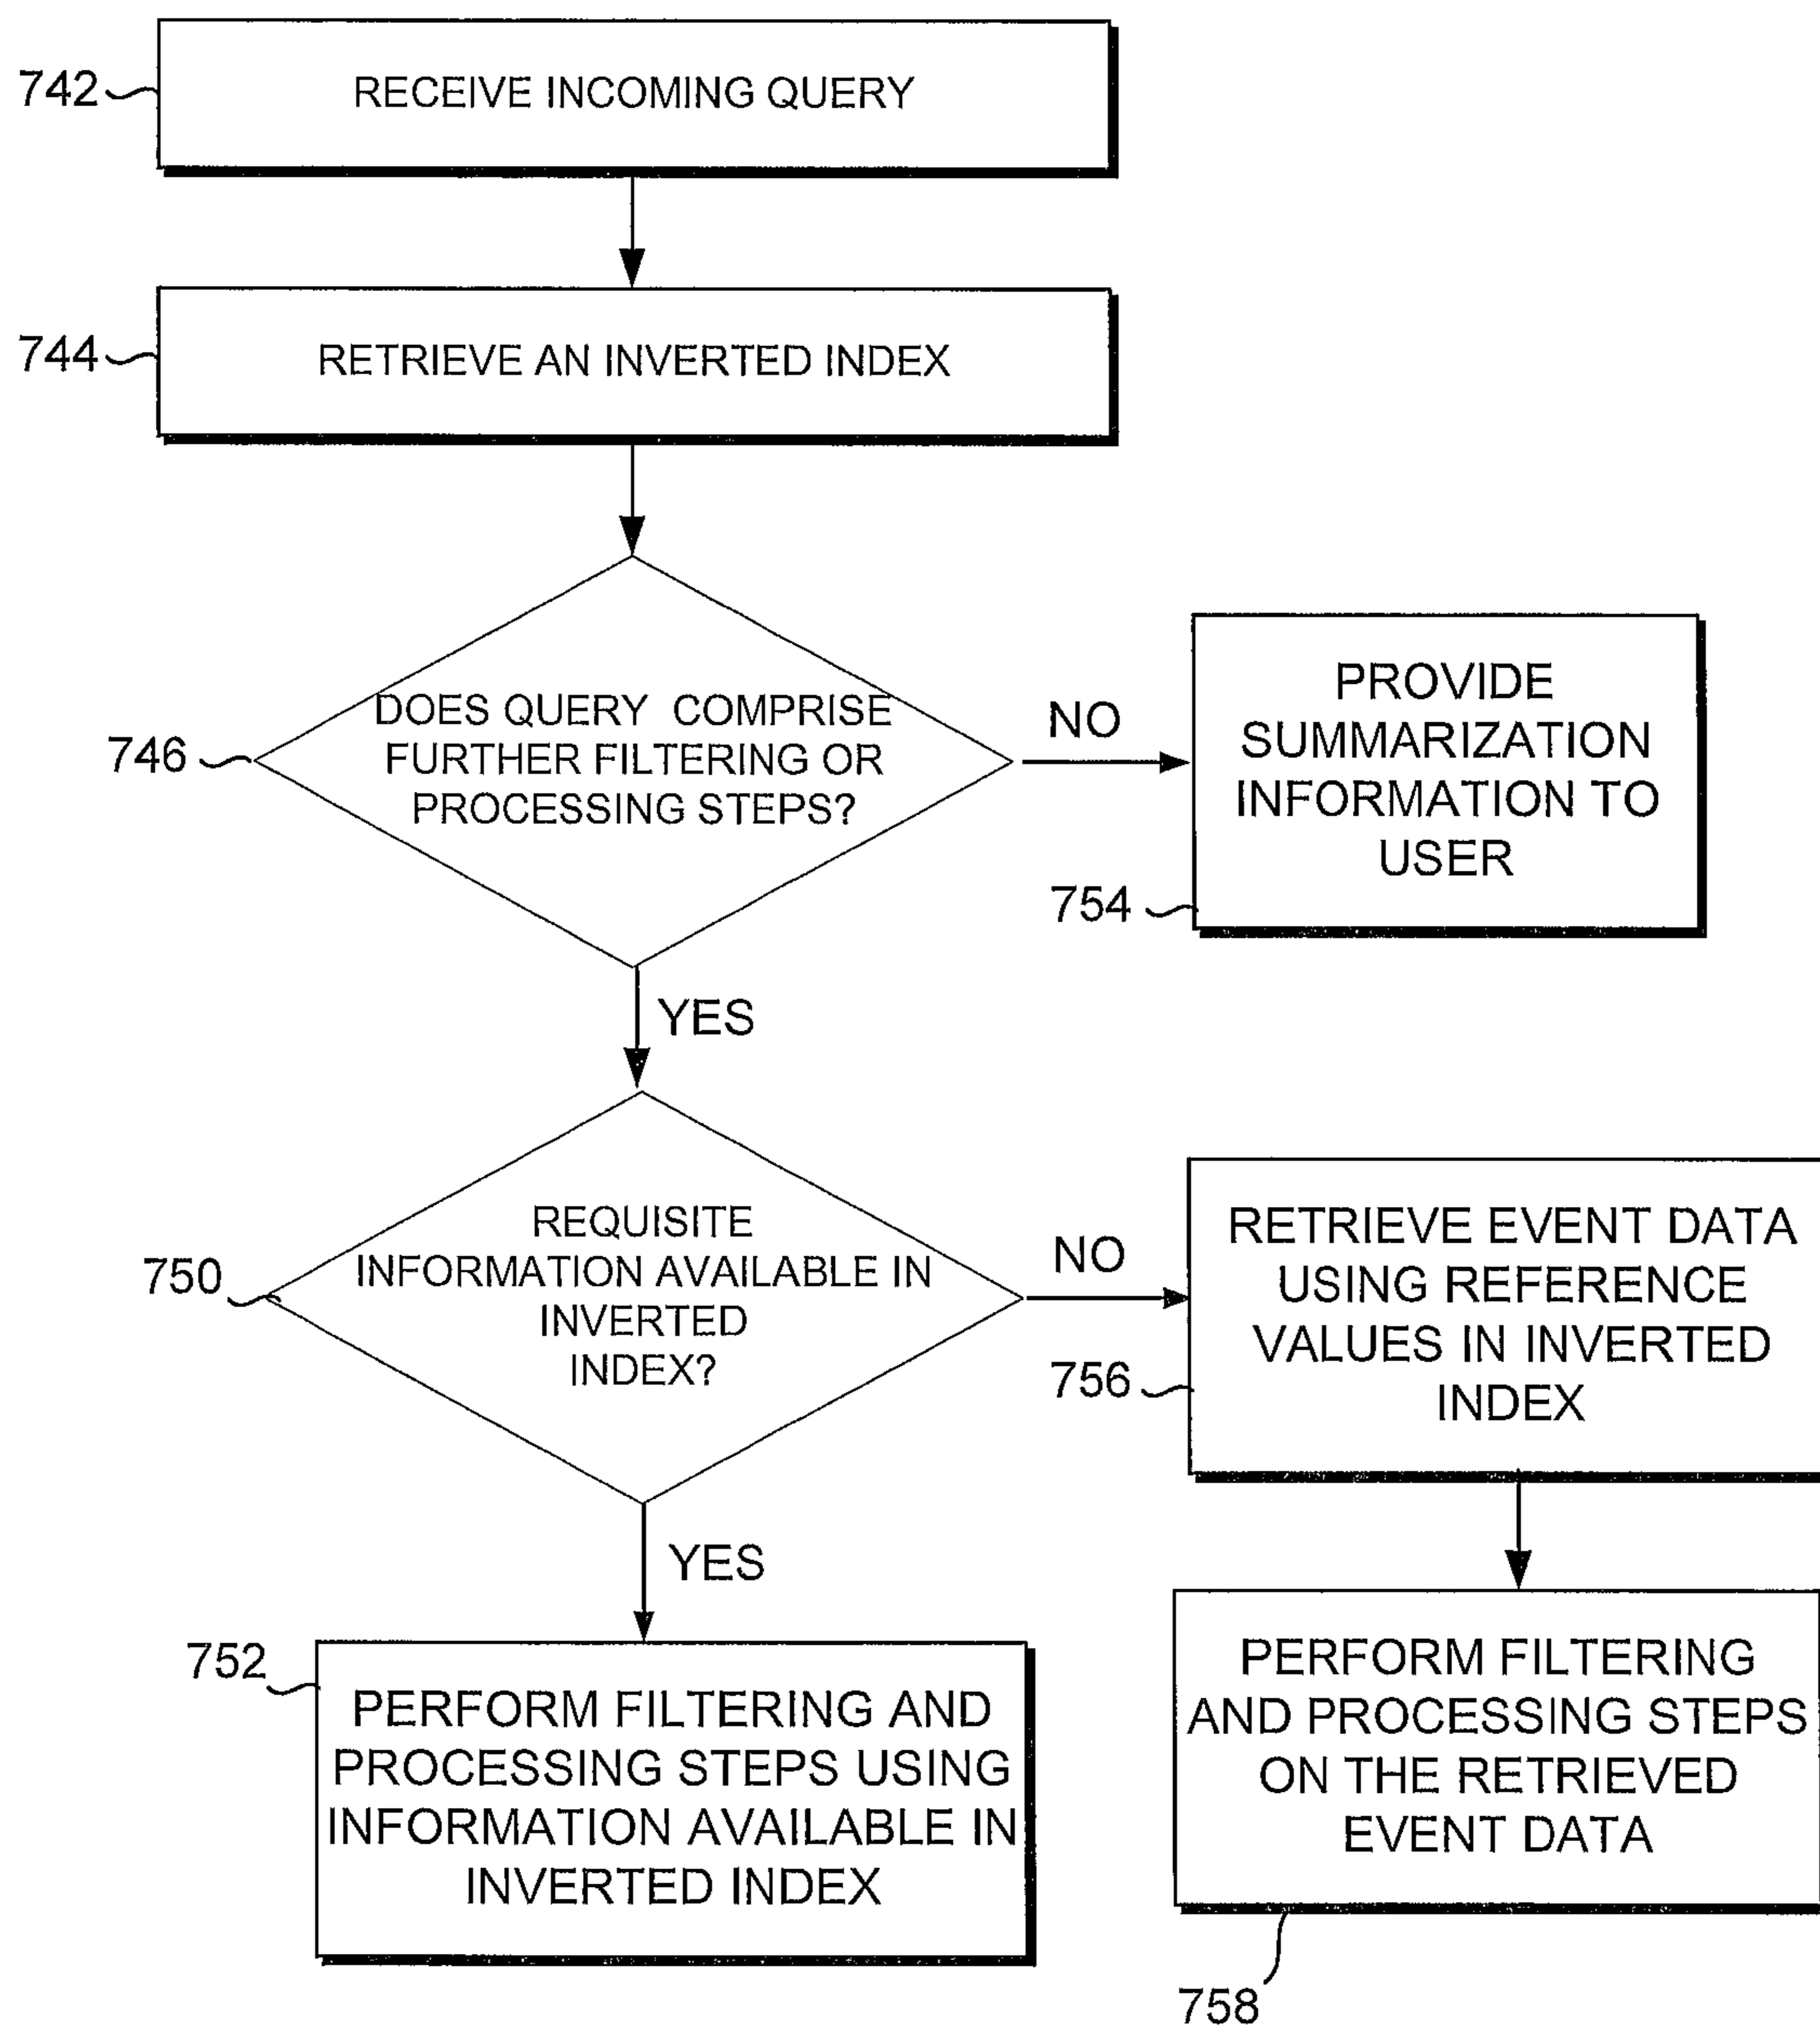 742
RECEIVE INCOMING QUERY
744
RETRIEVE AN INVERTED INDEX
746
DOES QUERY COMPRISE
FURTHER FILTERING OR
PROCESSING STEPS?
NO
PROVIDE
SUMMARIZATION
INFORMATION TO
USER
754
YES
750
REQUISITE
INFORMATION AVAILABLE IN
INVERTED
INDEX?
NO
RETRIEVE EVENT DATA
USING REFERENCE
VALUES IN INVERTED
INDEX
756
YES
752
PERFORM FILTERING AND
PROCESSING STEPS USING
INFORMATION AVAILABLE IN
INVERTED INDEX
PERFORM FILTERING
AND PROCESSING STEPS
ON THE RETRIEVED
EVENT DATA
758